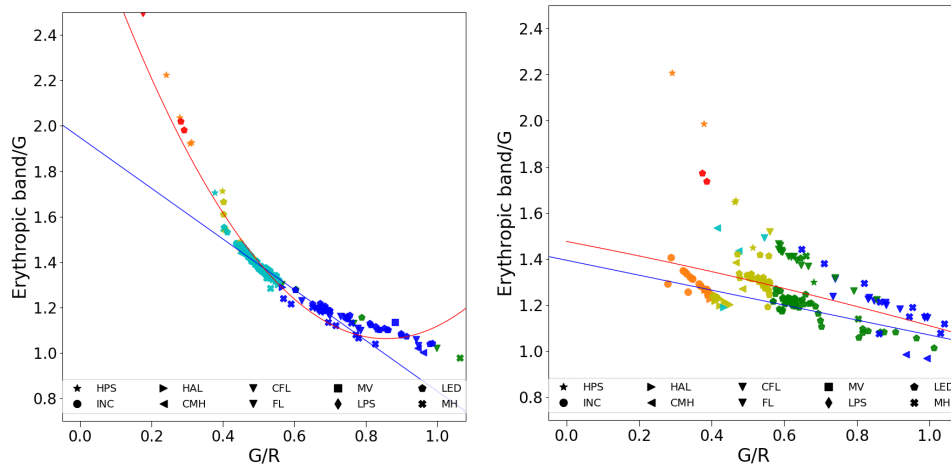 2.4
2.2
2.0
1.8
1.6
1.4
1.2
1.0
0.8
Erythropic band/G
HPS HAL CFL MV LED
INC CMH FL LPS MH
0.0 0.2 0.4 0.6 0.8 1.0
G/R
2.4
2.2
2.0
1.8
1.6
1.4
1.2
1.0
0.8
Erythropic band/G
HPS HAL CFL MV LED
INC CMH FL LPS MH
0.0 0.2 0.4 0.6 0.8 1.0
G/R